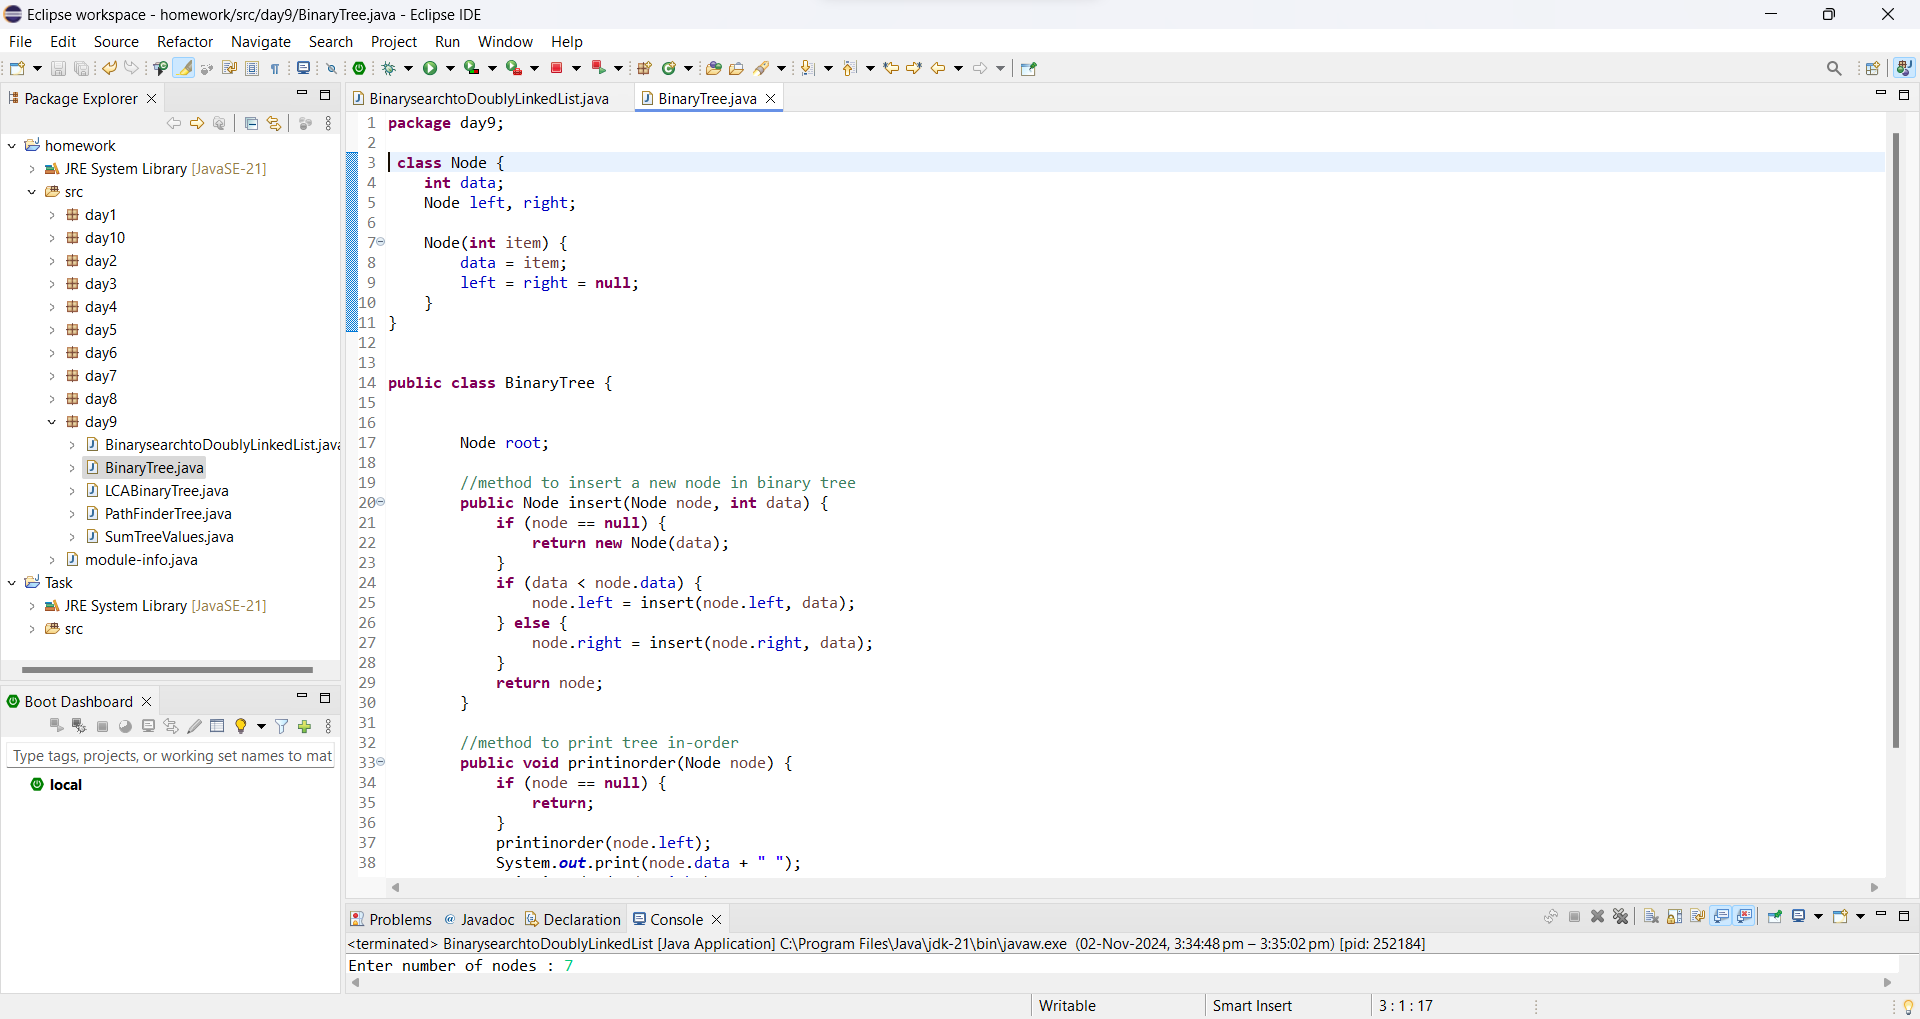 Eclipse workspace - homework/src/day9/BinaryTree.java - Eclipse IDE
File Edit Source Refactor Navigate Search Project Run Window Help
Package Explorer
homework
JRE System Library [JavaSE-21]
src
day1
day10
day2
day3
day4
day5
day6
day7
day8
day9
BinarysearchtoDoublyLinkedList.java
BinaryTree.java
LCABinaryTree.java
PathFinderTree.java
SumTreeValues.java
module-info.java
Task
JRE System Library [JavaSE-21]
src
Boot Dashboard
Type tags, projects, or working set names to mat
local
BinarysearchtoDoublyLinkedList.java BinaryTree.java
1 package day9;
2
3 class Node {
4     int data;
5     Node left, right;
6
7     Node(int item) {
8         data = item;
9         left = right = null;
10     }
11 }
12
13
14 public class BinaryTree {
15
16
17         Node root;
18
19         //method to insert a new node in binary tree
20         public Node insert(Node node, int data) {
21             if (node == null) {
22                 return new Node(data);
23             }
24             if (data < node.data) {
25                 node.left = insert(node.left, data);
26             } else {
27                 node.right = insert(node.right, data);
28             }
29             return node;
30         }
31
32         //method to print tree in-order
33         public void printinorder(Node node) {
34             if (node == null) {
35                 return;
36             }
37             printinorder(node.left);
38             System.out.print(node.data + " ");
Problems Javadoc Declaration Console
<terminated> BinarysearchtoDoublyLinkedList [Java Application] C:\Program Files\Java\jdk-21\bin\javaw.exe (02-Nov-2024, 3:34:48 pm – 3:35:02 pm) [pid: 252184]
Enter number of nodes : 7
Writable Smart Insert 3 : 1 : 17